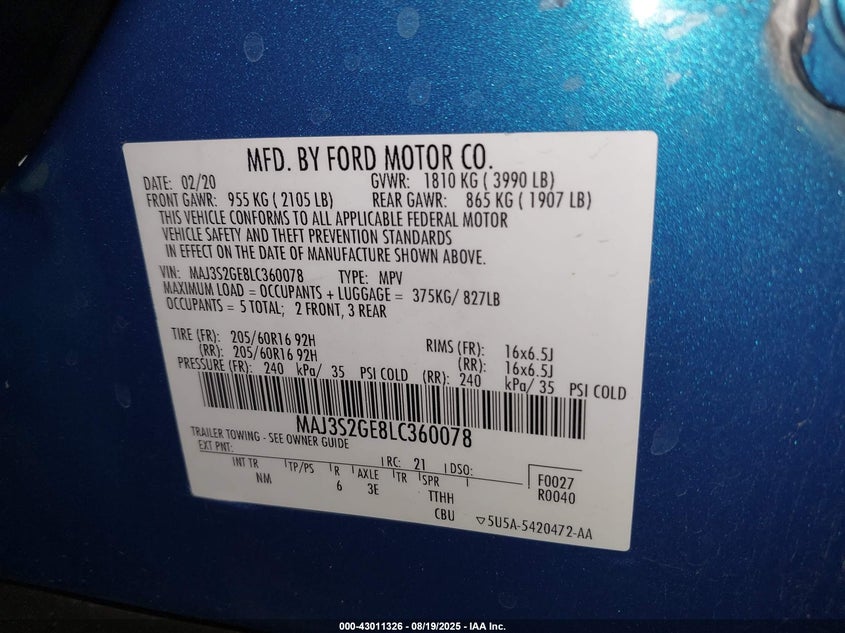 MFD. BY FORD MOTOR CO.
DATE: 02/20 GVWR: 1810 KG ( 3990 LB)
FRONT GAWR: 955 KG ( 2105 LB) REAR GAWR: 865 KG ( 1907 LB)
THIS VEHICLE CONFORMS TO ALL APPLICABLE FEDERAL MOTOR
VEHICLE SAFETY AND THEFT PREVENTION STANDARDS
IN EFFECT ON THE DATE OF MANUFACTURE SHOWN ABOVE.
VIN: MAJ3S2GE8LC360078 TYPE: MPV
MAXIMUM LOAD = OCCUPANTS + LUGGAGE = 375KG/ 827LB
OCCUPANTS = 5 TOTAL; 2 FRONT, 3 REAR
TIRE (FR): 205/60R16 92H RIMS (FR): 16x6.5J
(RR): 205/60R16 92H (RR): 16x6.5J
PRESSURE (FR): 240 kPa/ 35 PSI COLD (RR): 240 kPa/ 35 PSI COLD
MAJ3S2GE8LC360078
TRAILER TOWING - SEE OWNER GUIDE
EXT PNT: RC: 21 DSO: F0027
INT TR TP/PS R AXLE TR SPR R0040
NM 6 3E TTHH
CBU 5U5A-5420472-AA
000-43011326 - 08/19/2025 - IAA Inc.